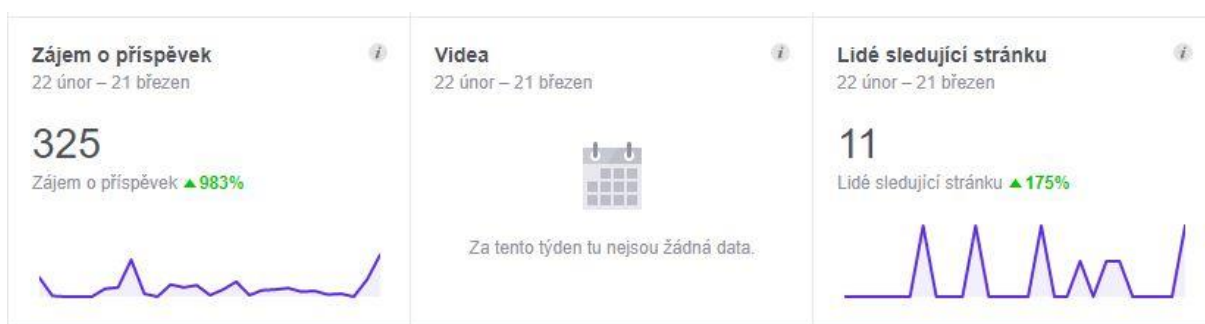 Zájem o příspěvek
22 únor – 21 březen
325
Zájem o příspěvek ▲ 983%
Videa
22 únor – 21 březen
Za tento týden tu nejsou žádná data.
Lidé sledující stránku
22 únor – 21 březen
11
Lidé sledující stránku ▲ 175%